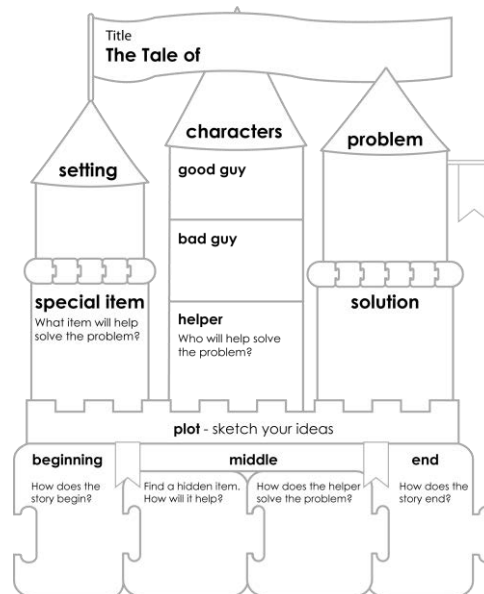 Title
The Tale of
setting
characters
problem
good guy
bad guy
special item
What item will help
solve the problem?
helper
Who will help solve
the problem?
solution
plot - sketch your ideas
beginning
middle
end
How does the
story begin?
Find a hidden item.
How will it help?
How does the helper
solve the problem?
How does the
story end?